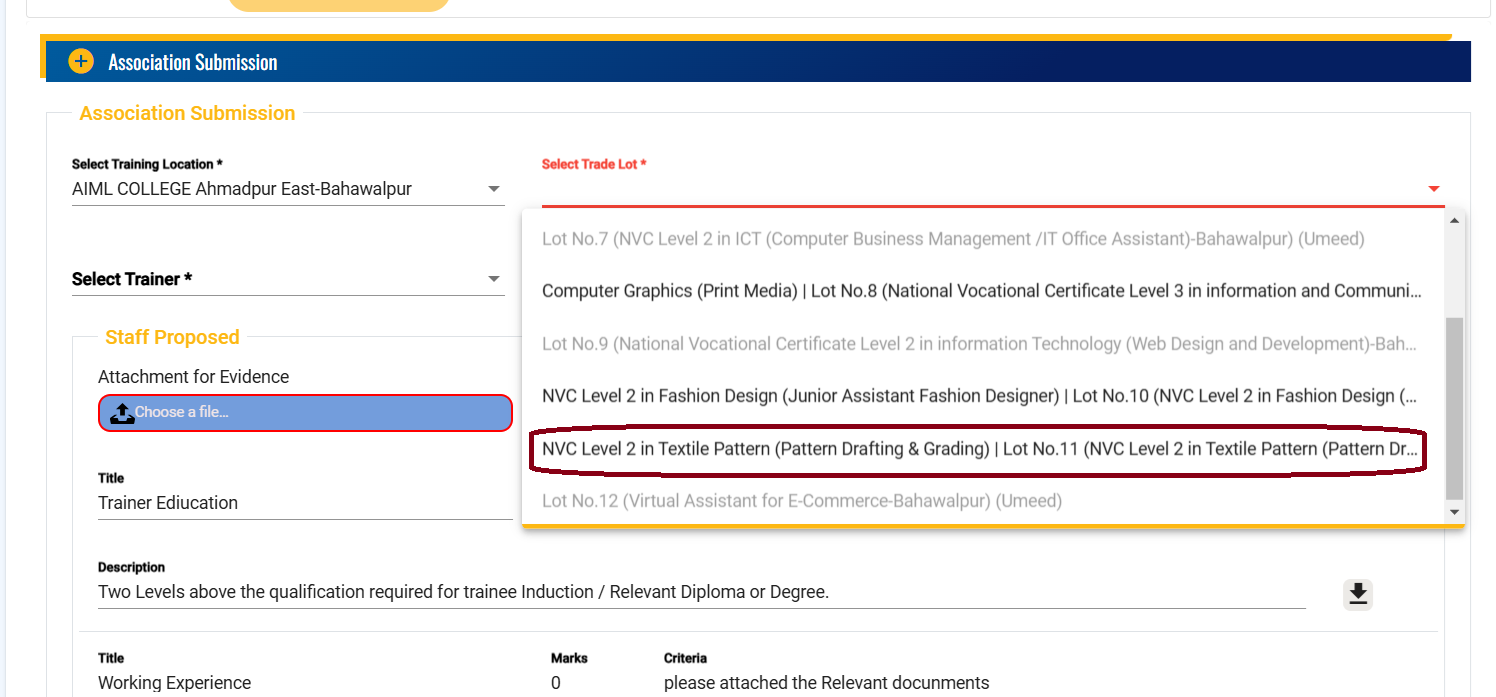 Association Submission
Association Submission
Select Training Location *
AIML COLLEGE Ahmadpur East-Bahawalpur
Select Trade Lot *
Lot No.7 (NVC Level 2 in ICT (Computer Business Management /IT Office Assistant)-Bahawalpur) (Umeed)
Computer Graphics (Print Media) | Lot No.8 (National Vocational Certificate Level 3 in information and Communi...
Lot No.9 (National Vocational Certificate Level 2 in information Technology (Web Design and Development)-Bah...
NVC Level 2 in Fashion Design (Junior Assistant Fashion Designer) | Lot No.10 (NVC Level 2 in Fashion Design (...
NVC Level 2 in Textile Pattern (Pattern Drafting & Grading) | Lot No.11 (NVC Level 2 in Textile Pattern (Pattern Dr...
Lot No.12 (Virtual Assistant for E-Commerce-Bahawalpur) (Umeed)
Select Trainer *
Staff Proposed
Attachment for Evidence
Choose a file...
Title
Trainer Ediucation
Description
Two Levels above the qualification required for trainee Induction / Relevant Diploma or Degree.
Title Marks Criteria
Working Experience 0 please attached the Relevant docunments